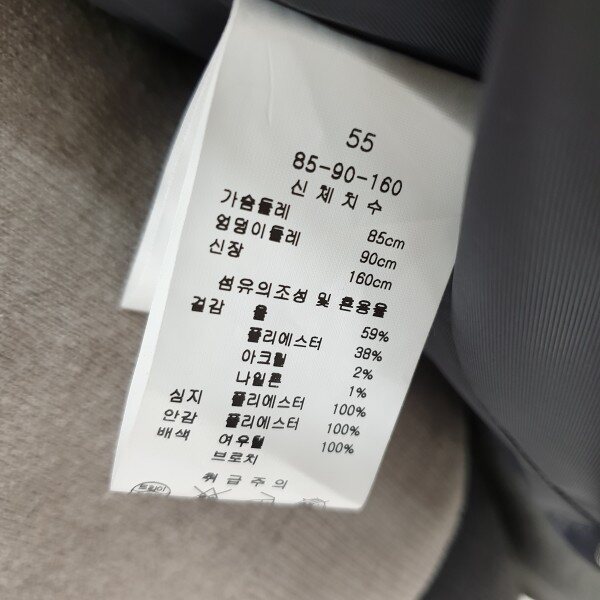 55
85-90-160
신체치수
가슴둘레 85cm
엉덩이둘레 90cm
신장 160cm
섬유의조성 및 혼용율
겉감 울 59%
폴리에스터 38%
아크릴 2%
나일론 1%
심지 폴리에스터 100%
안감 폴리에스터 100%
배색 여우털 100%
브로치
취급주의
드라이